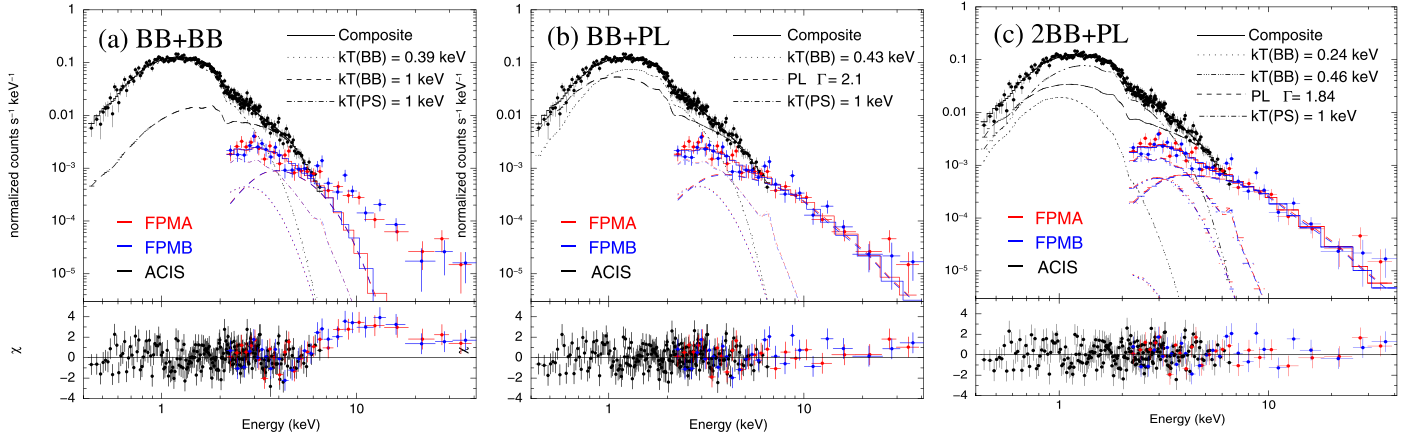 (a) BB+BB
Composite
kT(BB) = 0.39 keV
kT(BB) = 1 keV
kT(PS) = 1 keV
normalized counts s⁻¹ keV⁻¹
0.1
0.01
10⁻³
10⁻⁴
10⁻⁵
FPMA
FPMB
ACIS
χ
4
2
0
−2
−4
1
10
Energy (keV)
(b) BB+PL
Composite
kT(BB) = 0.43 keV
PL Γ= 2.1
kT(PS) = 1 keV
normalized counts s⁻¹ keV⁻¹
0.1
0.01
10⁻³
10⁻⁴
10⁻⁵
FPMA
FPMB
ACIS
χ
4
2
0
−2
−4
1
10
Energy (keV)
(c) 2BB+PL
Composite
kT(BB) = 0.24 keV
kT(BB) = 0.46 keV
PL Γ= 1.84
kT(PS) = 1 keV
1
0.1
0.01
10⁻³
10⁻⁴
10⁻⁵
FPMA
FPMB
ACIS
4
2
0
−2
−4
1
10
Energy (keV)